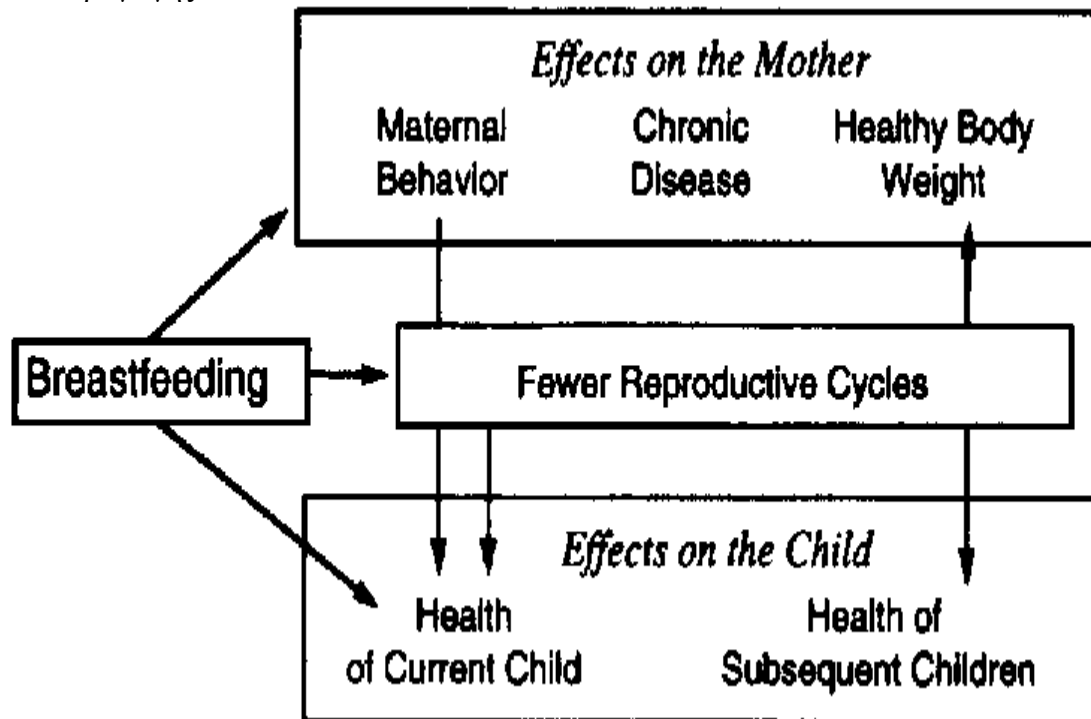 Effects on the Mother
Maternal
Behavior
Chronic
Disease
Healthy Body
Weight
Breastfeeding
Fewer Reproductive Cycles
Effects on the Child
Health
of Current Child
Health of
Subsequent Children